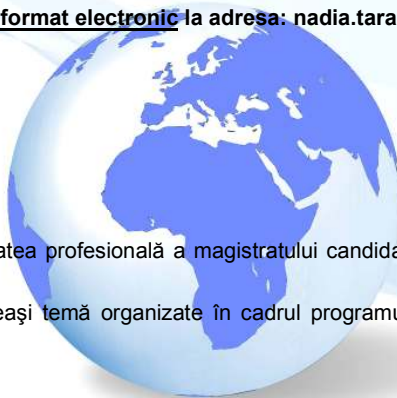 format electronic la adresa: nadia.tara
atea profesională a magistratului candida
eaşi temă organizate în cadrul programu